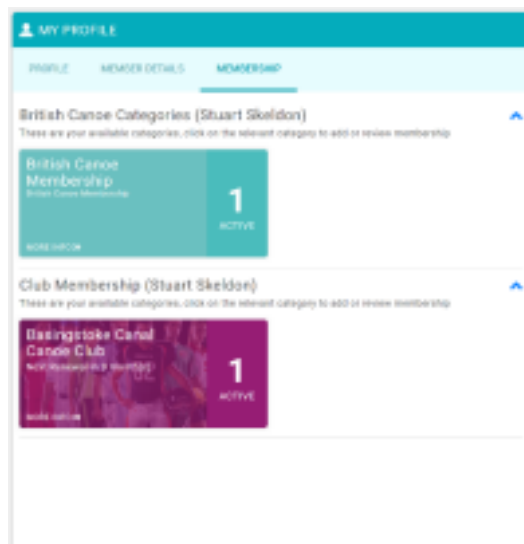 MY PROFILE
PROFILE MEMBER DETAILS MEMBERSHIP
British Canoe Categories (Stuart Skeldon)
These are your available categories, click on the relevant category to add or review membership
British Canoe
Membership
British Canoe Membership
1
ACTIVE
MORE INFO
Club Membership (Stuart Skeldon)
These are your available categories, click on the relevant category to add or review membership
Basingstoke Canal
Canoe Club
Next Renewal
1
ACTIVE
MORE INFO